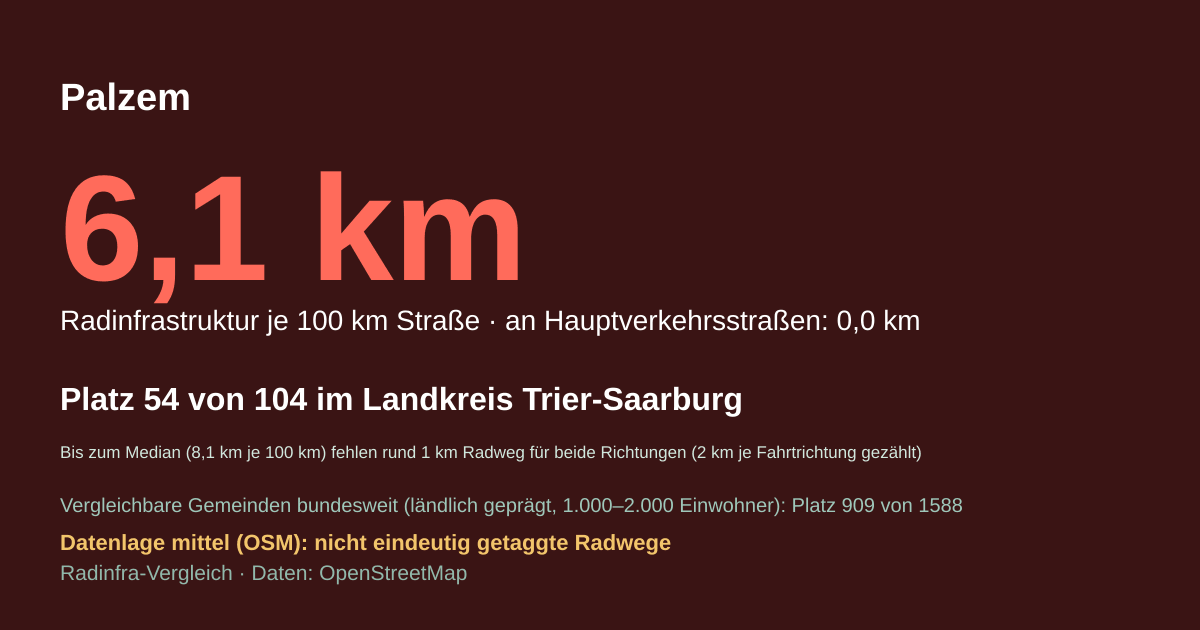 Palzem
6,1 km
Radinfrastruktur je 100 km Straße · an Hauptverkehrsstraßen: 0,0 km
Platz 54 von 104 im Landkreis Trier-Saarburg
Bis zum Median (8,1 km je 100 km) fehlen rund 1 km Radweg für beide Richtungen (2 km je Fahrtrichtung gezählt)
Vergleichbare Gemeinden bundesweit (ländlich geprägt, 1.000–2.000 Einwohner): Platz 909 von 1588
Datenlage mittel (OSM): nicht eindeutig getaggte Radwege
Radinfra-Vergleich · Daten: OpenStreetMap